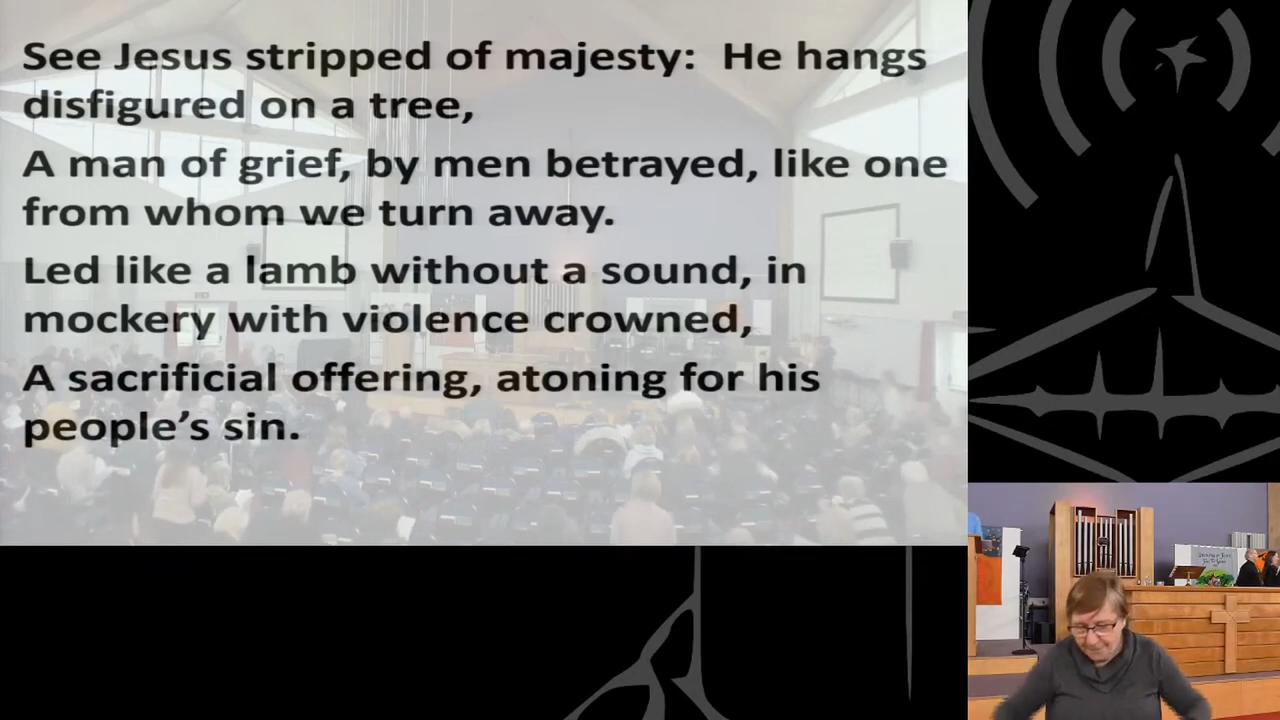 See Jesus stripped of majesty:  He hangs
disfigured on a tree,
A man of grief, by men betrayed, like one
from whom we turn away.
Led like a lamb without a sound, in
mockery with violence crowned,
A sacrificial offering, atoning for his
people’s sin.